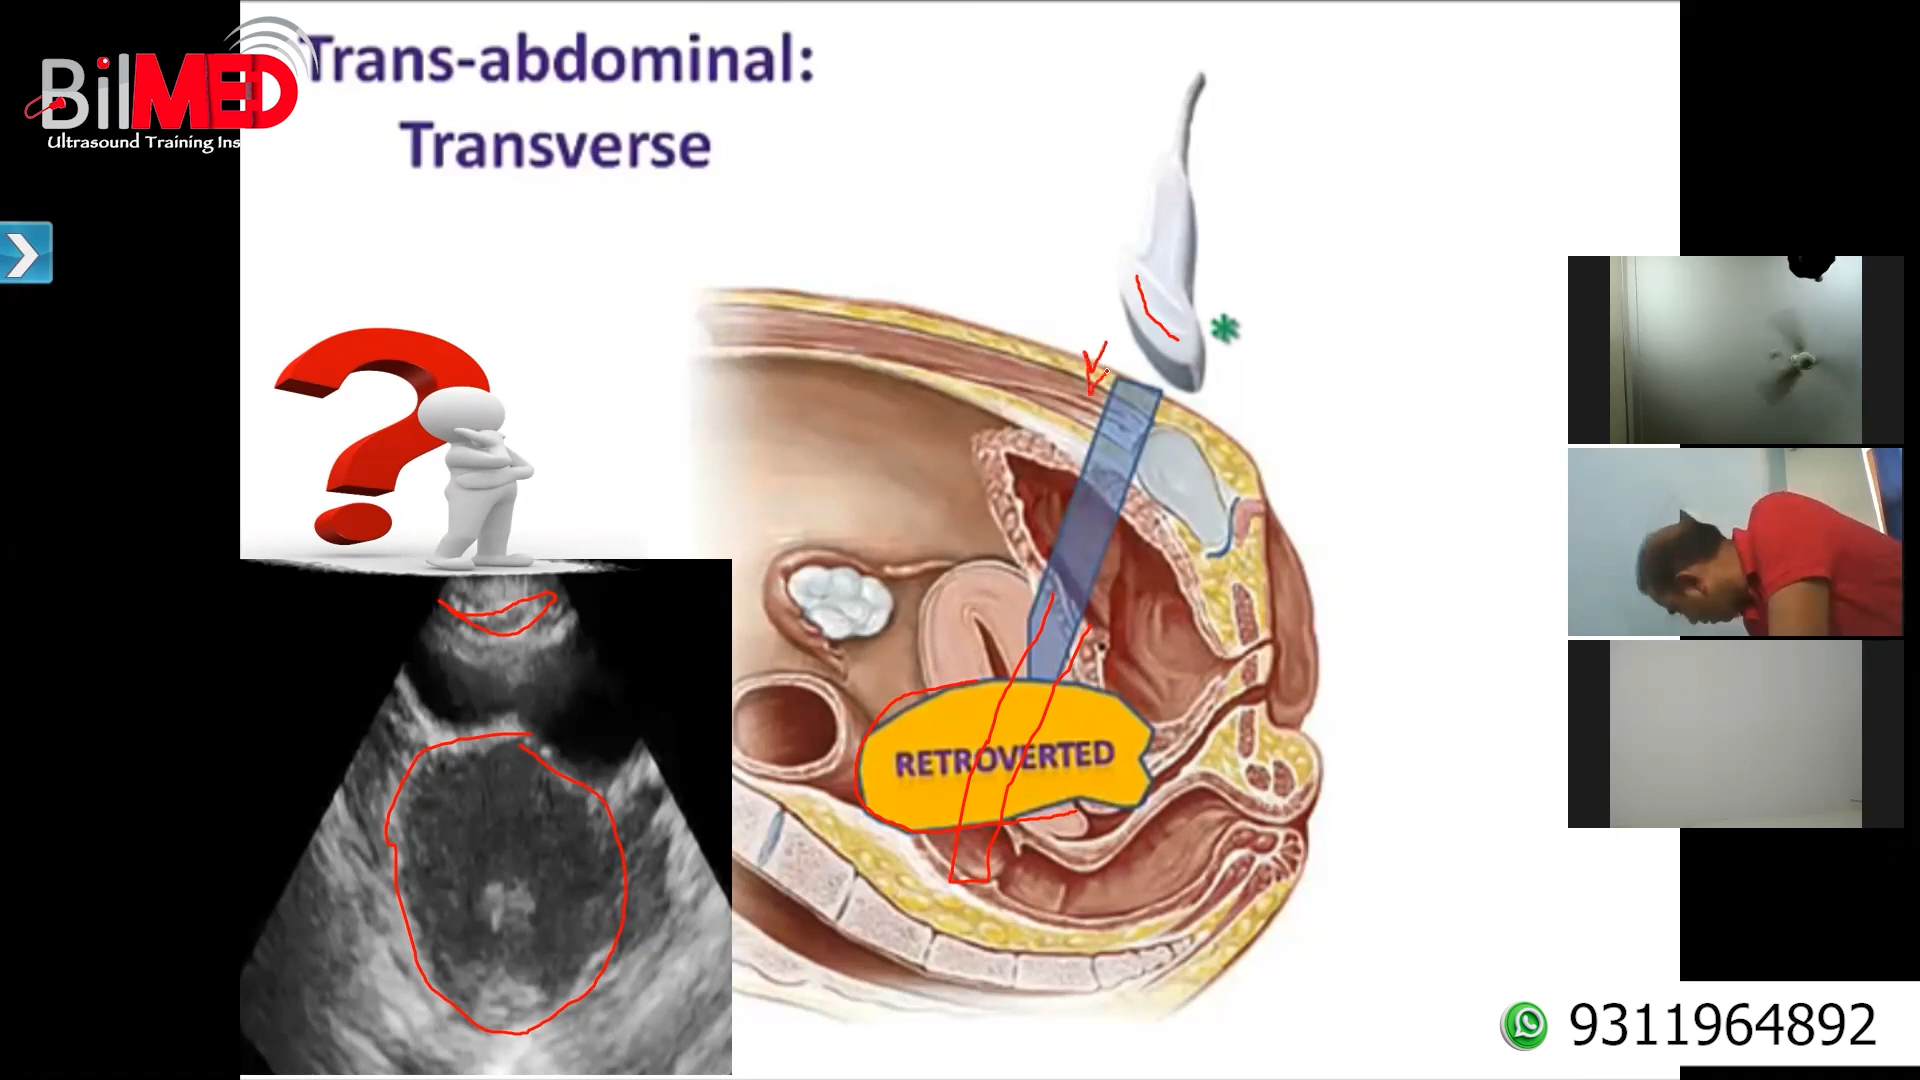 BilMED
Ultrasound Training Ins
Trans-abdominal:
Transverse
*
RETROVERTED
9311964892